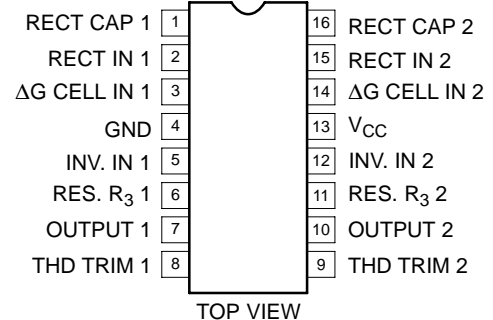 RECT CAP 1 1 16 RECT CAP 2
RECT IN 1 2 15 RECT IN 2
ΔG CELL IN 1 3 14 ΔG CELL IN 2
GND 4 13 VCC
INV. IN 1 5 12 INV. IN 2
RES. R3 1 6 11 RES. R3 2
OUTPUT 1 7 10 OUTPUT 2
THD TRIM 1 8 9 THD TRIM 2
TOP VIEW